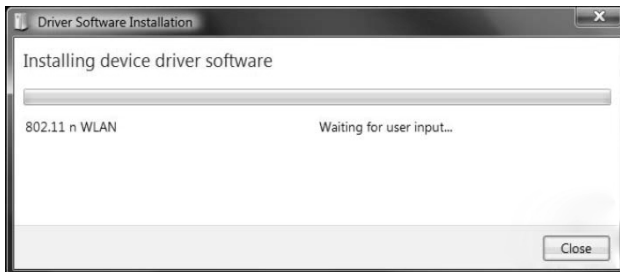 Driver Software Installation
Installing device driver software
802.11 n WLAN Waiting for user input...
Close